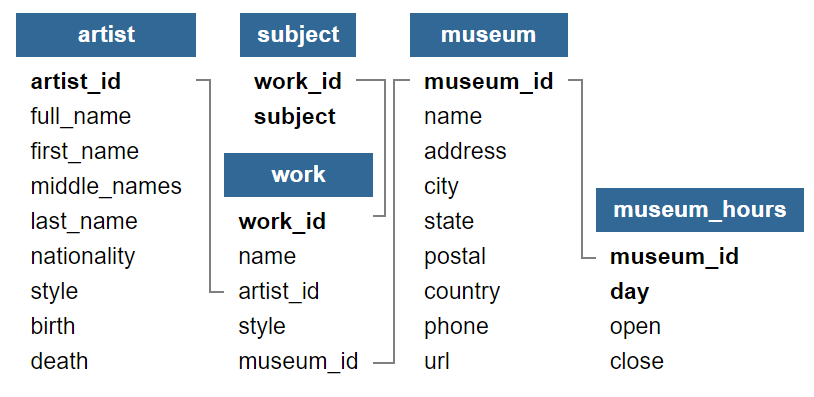 artist
artist_id
full_name
first_name
middle_names
last_name
nationality
style
birth
death
subject
work_id
subject
work
work_id
name
artist_id
style
museum_id
museum
museum_id
name
address
city
state
postal
country
phone
url
museum_hours
museum_id
day
open
close